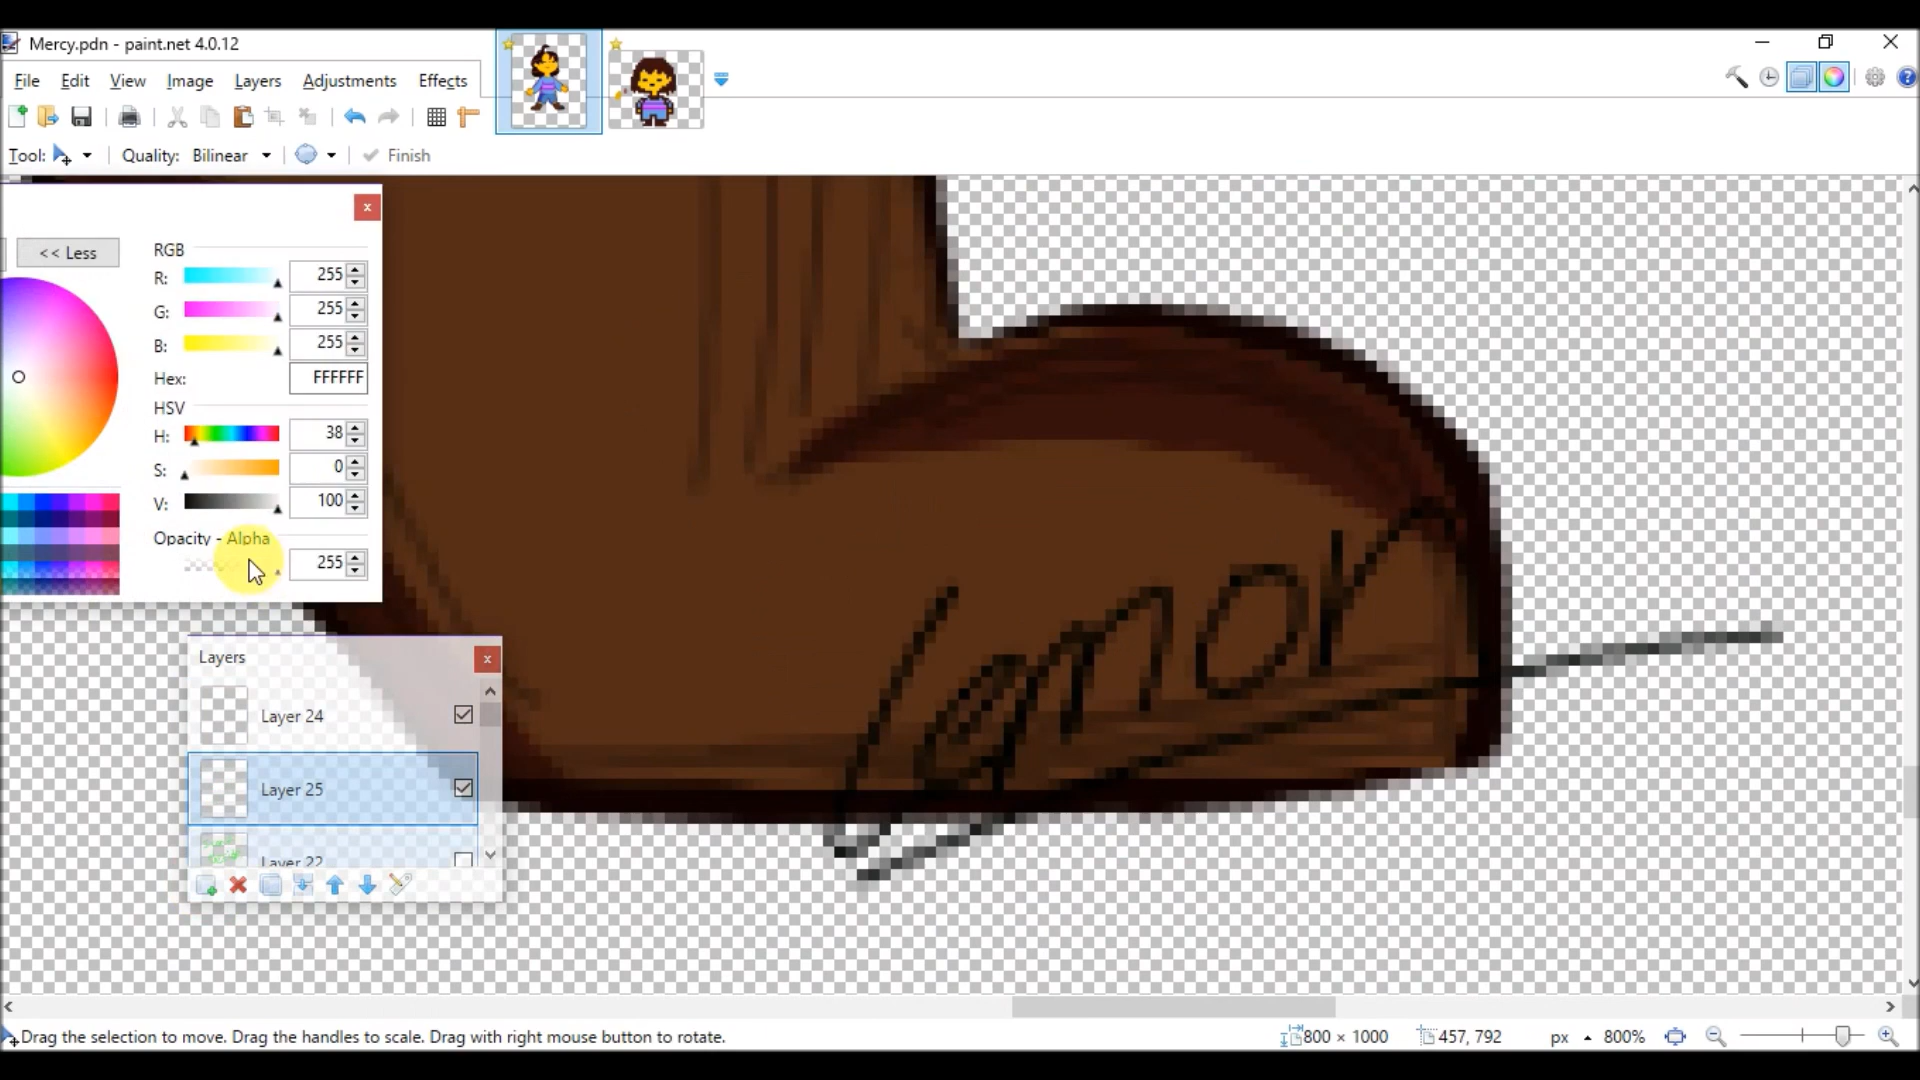 Mercy.pdn - paint.net 4.0.12
File Edit View Image Layers Adjustments Effects
Tool: Quality: Bilinear Finish
<< Less
RGB
R: 255
G: 255
B: 255
Hex: FFFFFF
HSV
H: 38
S: 0
V: 100
Opacity - Alpha
255
Layers
Layer 24
Layer 25
Layer 22
Drag the selection to move. Drag the handles to scale. Drag with right mouse button to rotate.
800 × 1000 457, 792 px 800%